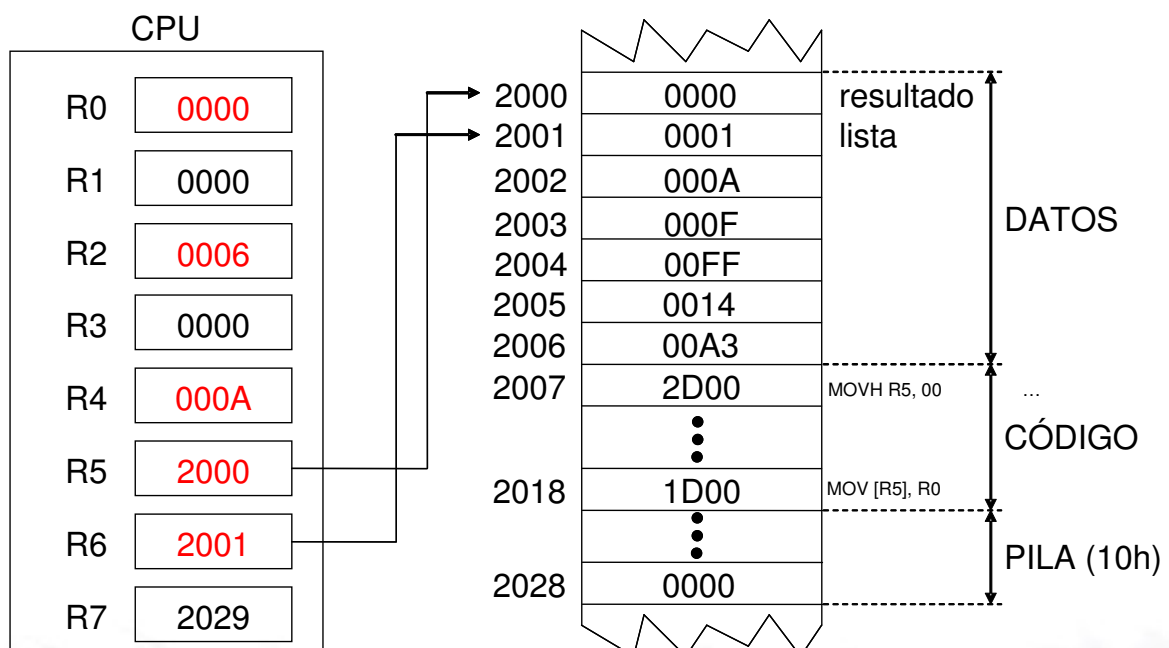 CPU
R0 0000
R1 0000
R2 0006
R3 0000
R4 000A
R5 2000
R6 2001
R7 2029
2000 0000 resultado
2001 0001 lista
2002 000A
2003 000F
2004 00FF
2005 0014
2006 00A3
DATOS
2007 2D00 MOVH R5, 00 ...
CÓDIGO
2018 1D00 MOV [R5], R0
PILA (10h)
2028 0000